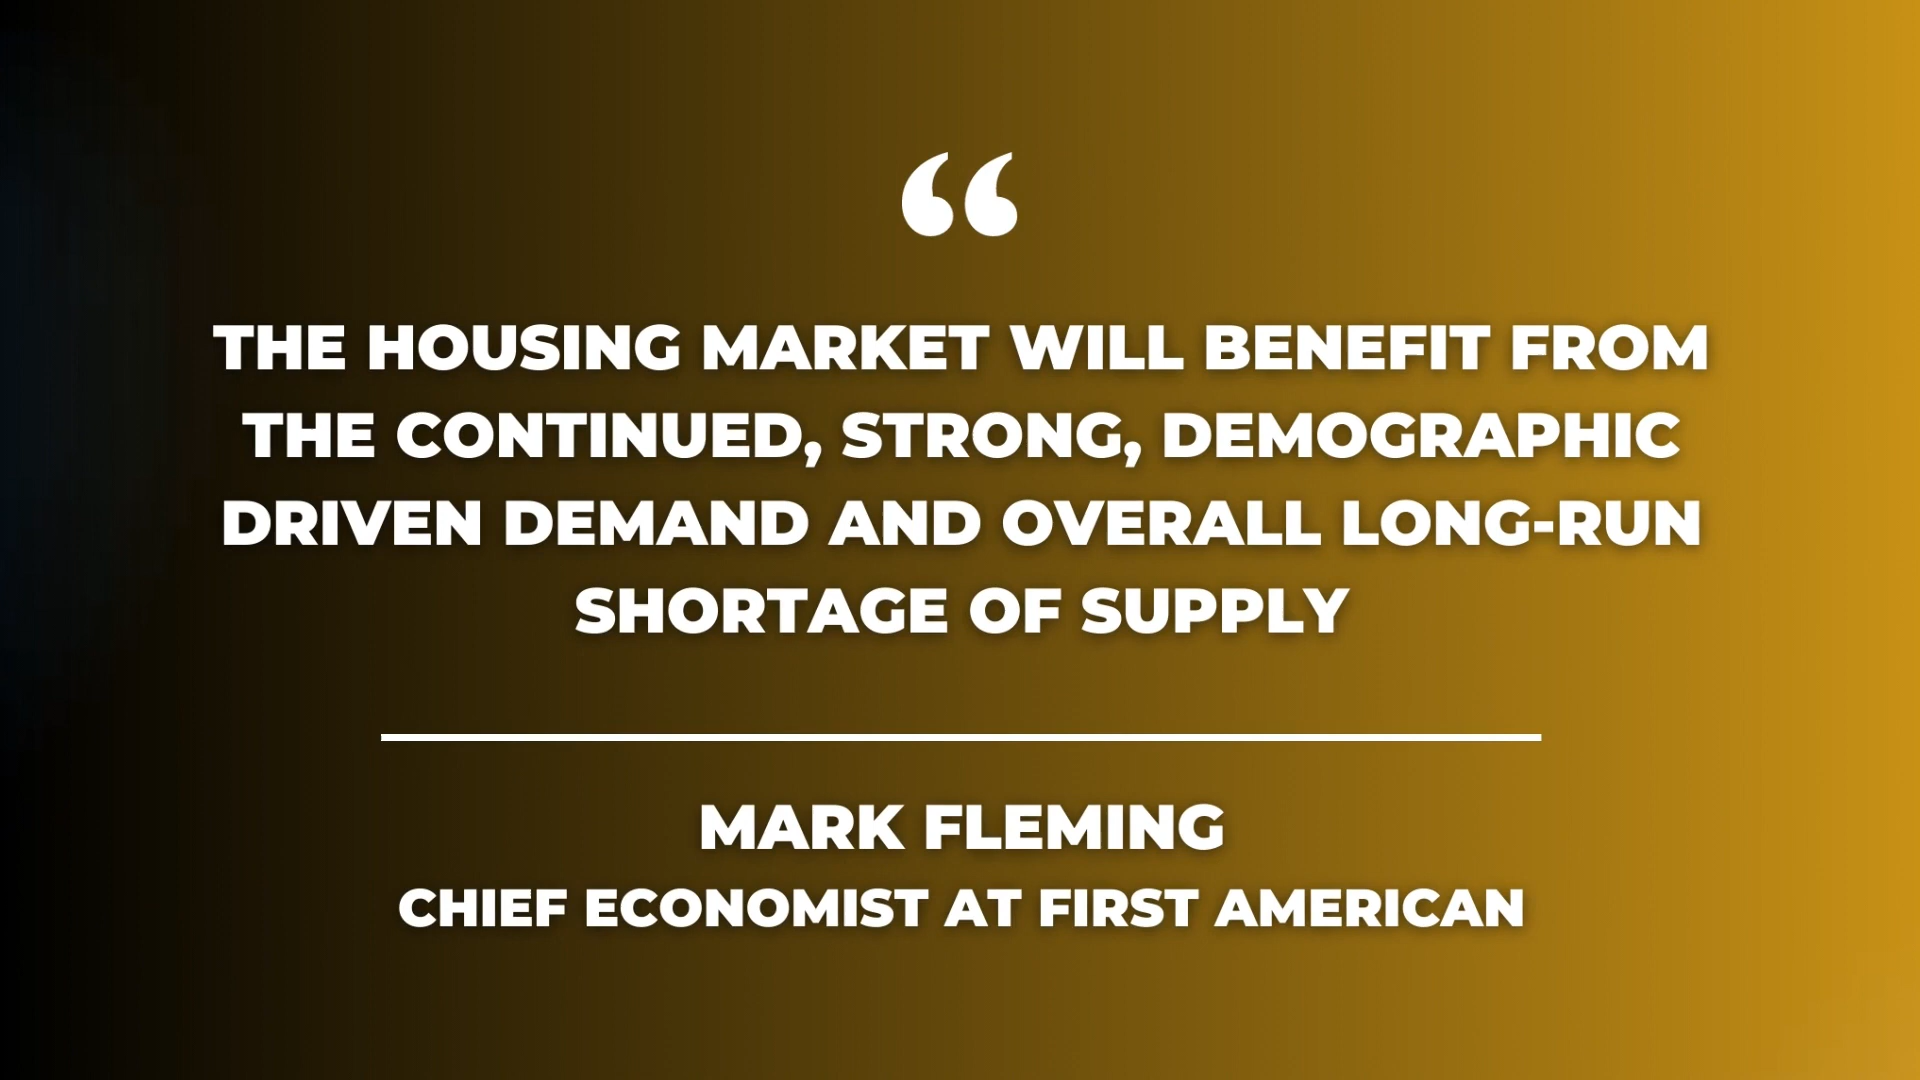 “
THE HOUSING MARKET WILL BENEFIT FROM
THE CONTINUED, STRONG, DEMOGRAPHIC
DRIVEN DEMAND AND OVERALL LONG-RUN
SHORTAGE OF SUPPLY
MARK FLEMING
CHIEF ECONOMIST AT FIRST AMERICAN